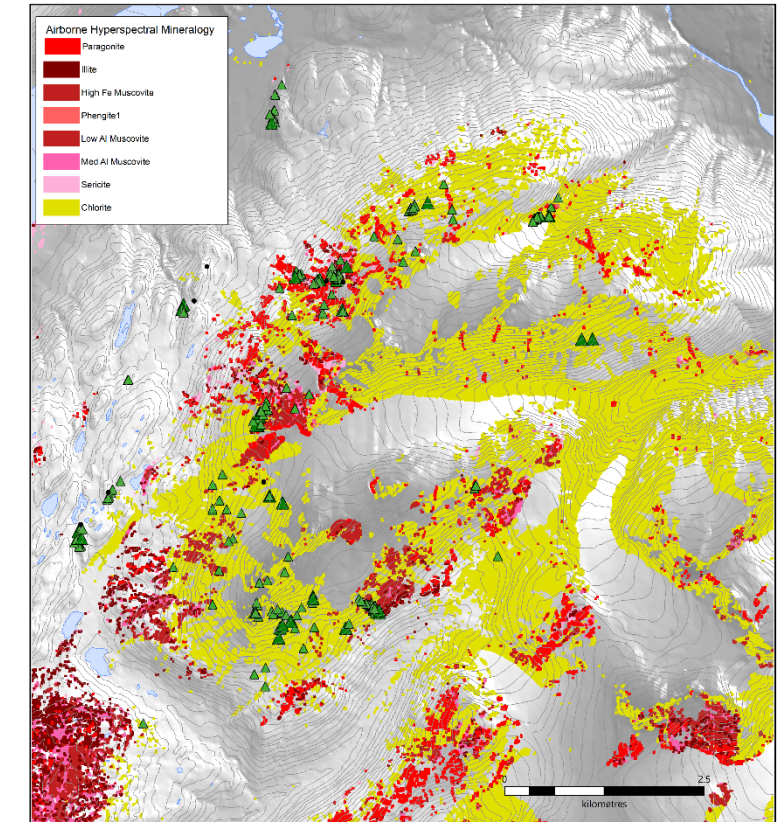 Airborne Hyperspectral Mineralogy
Paragonite
Illite
High Fe Muscovite
Phengite1
Low Al Muscovite
Med Al Muscovite
Sericite
Chlorite
0 2.5
kilometres